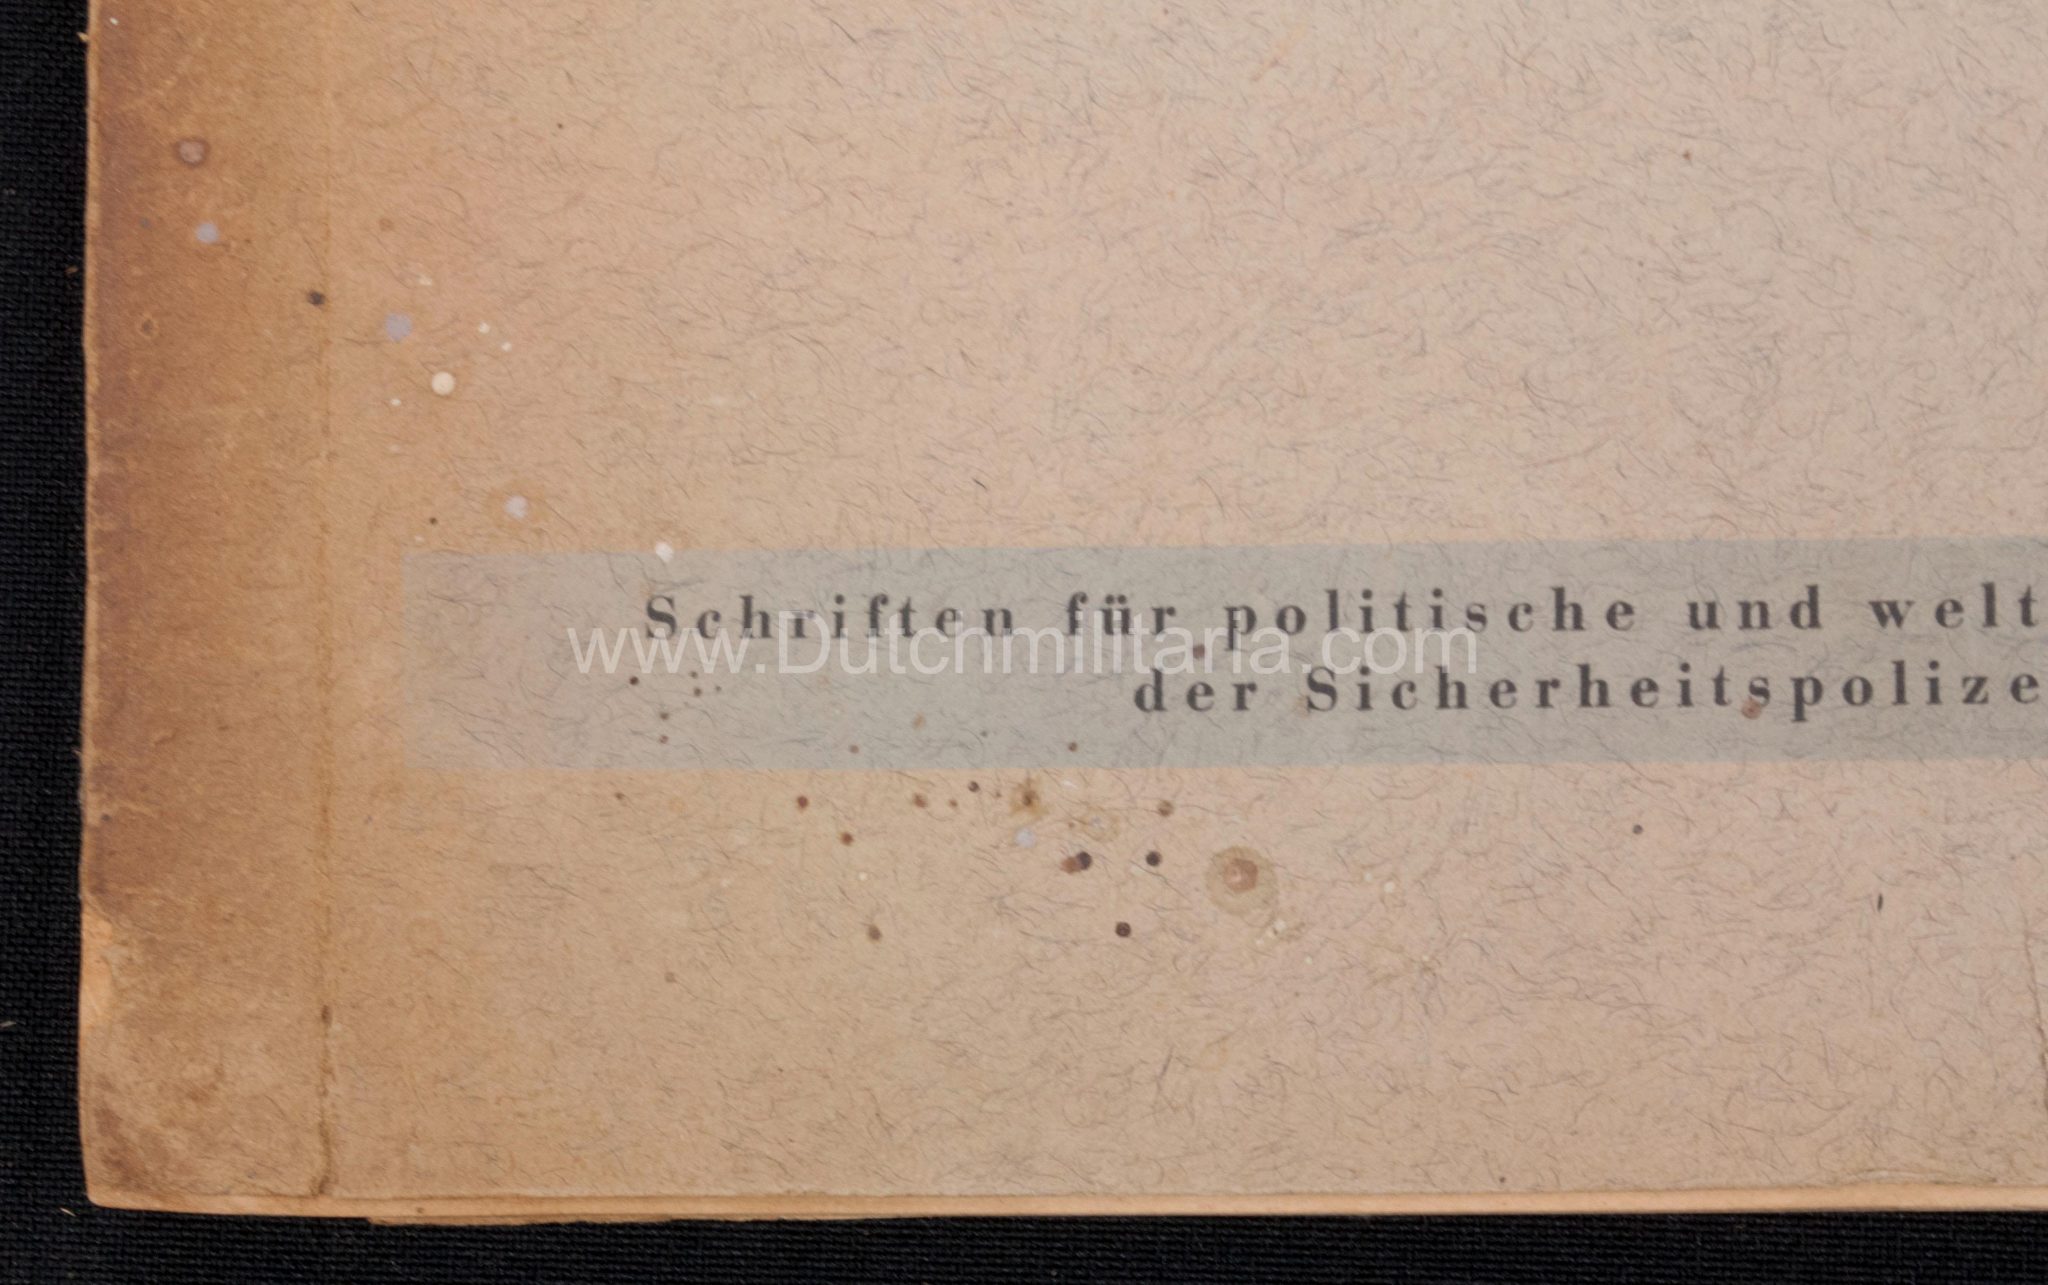 Schriften für politische und welt
www.Dutchmilitaria.com
der Sicherheitspolize